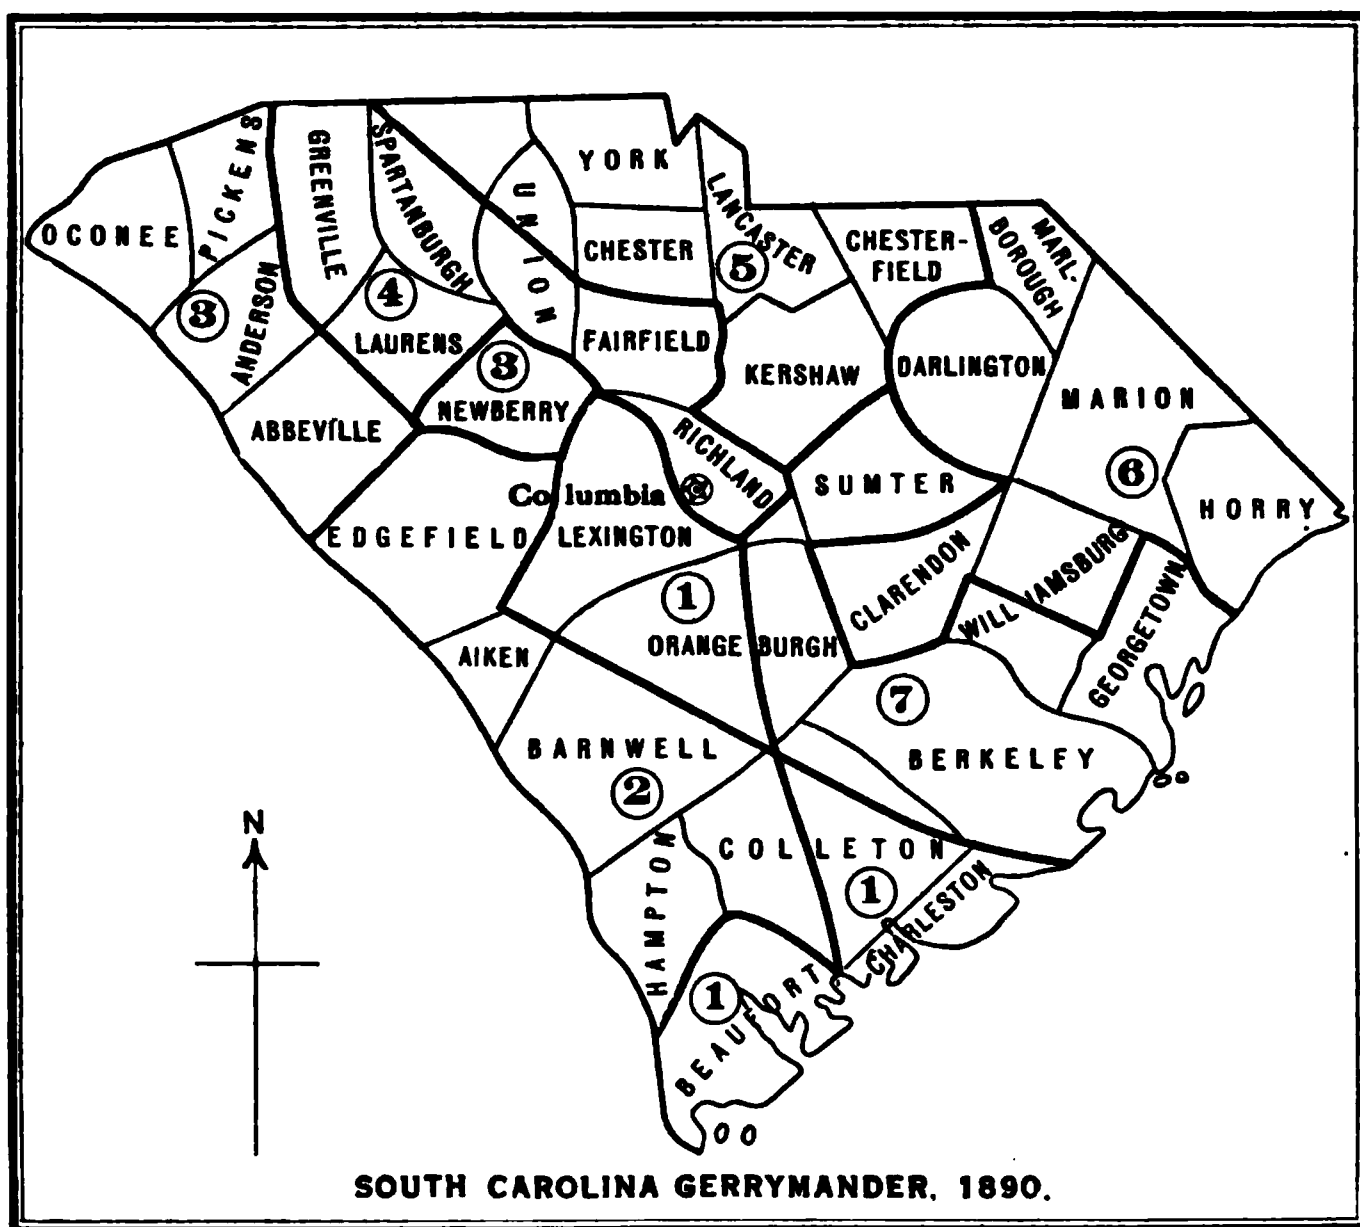 PICKENS
GREENVILLE
SPARTANBURGH
UNION
YORK
LANCASTER
OCONEE
CHESTER
5
CHESTER-
FIELD
MARL-
BOROUGH
3
ANDERSON
4
LAURENS
FAIRFIELD
KERSHAW
DARLINGTON
MARION
3
NEWBERRY
ABBEVILLE
RICHLAND
SUMTER
6
HORRY
Columbia
C
EDGEFIELD
LEXINGTON
CLARENDON
WILLIAMSBURG
GEORGETOWN
1
ORANGEBURGH
AIKEN
7
BARNWELL
BERKELEY
2
N
HAMPTON
COLLETON
1
CHARLESTON
1
BEAUFORT
SOUTH CAROLINA GERRYMANDER, 1890.